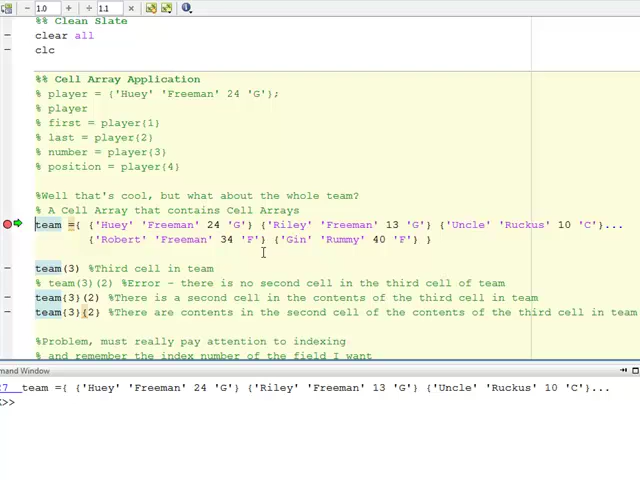 1.0
1.1
%% Clean Slate
clear all
clc
%% Cell Array Application
% player = {'Huey' 'Freeman' 24 'G'};
% player
% first = player{1}
% last = player{2}
% number = player{3}
% position = player{4}
%Well that's cool, but what about the whole team?
% A Cell Array that contains Cell Arrays
team ={ {'Huey' 'Freeman' 24 'G'} {'Riley' 'Freeman' 13 'G'} {'Uncle' 'Ruckus' 10 'C'}...
{'Robert' 'Freeman' 34 'F'} {'Gin' 'Rummy' 40 'F'} }
team(3) %Third cell in team
% team(3)(2) %Error - there is no second cell in the third cell of team
team{3}(2) %There is a second cell in the contents of the third cell in team
team{3}{2} %There are contents in the second cell of the contents of the third cell in team
%Problem, must really pay attention to indexing
% and remember the index number of the field I want
mand Window
27 team ={ {'Huey' 'Freeman' 24 'G'} {'Riley' 'Freeman' 13 'G'} {'Uncle' 'Ruckus' 10 'C'}...
>>